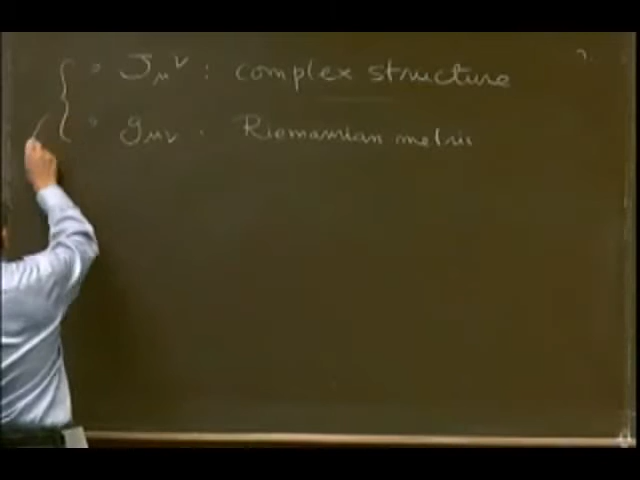 • J_μ^ν : complex structure
• g_μν . Riemannian metric